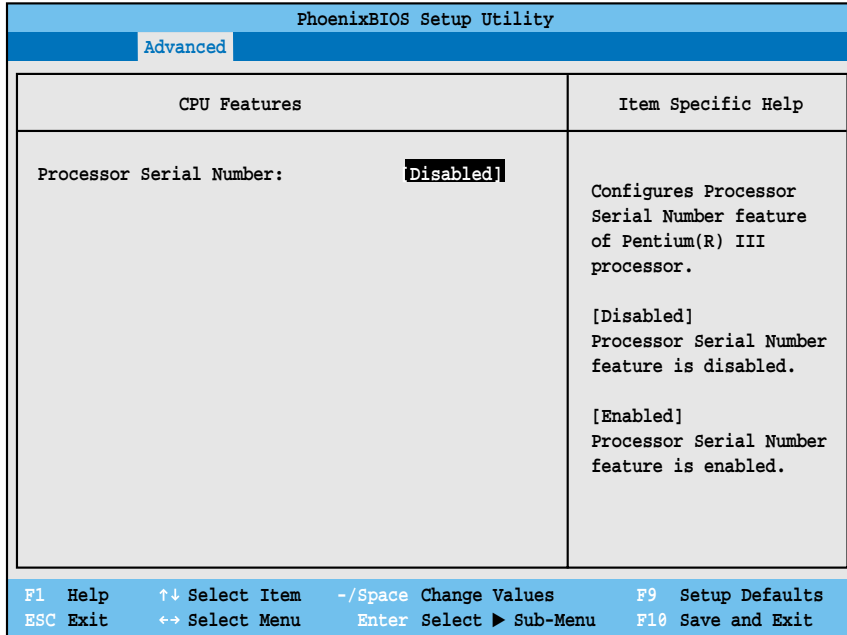 PhoenixBIOS Setup Utility
Advanced
CPU Features
Item Specific Help
Processor Serial Number: [Disabled]
Configures Processor
Serial Number feature
of Pentium(R) III
processor.
[Disabled]
Processor Serial Number
feature is disabled.
[Enabled]
Processor Serial Number
feature is enabled.
F1 Help ↑↓ Select Item -/Space Change Values F9 Setup Defaults
ESC Exit ←→ Select Menu Enter Select ▶ Sub-Menu F10 Save and Exit